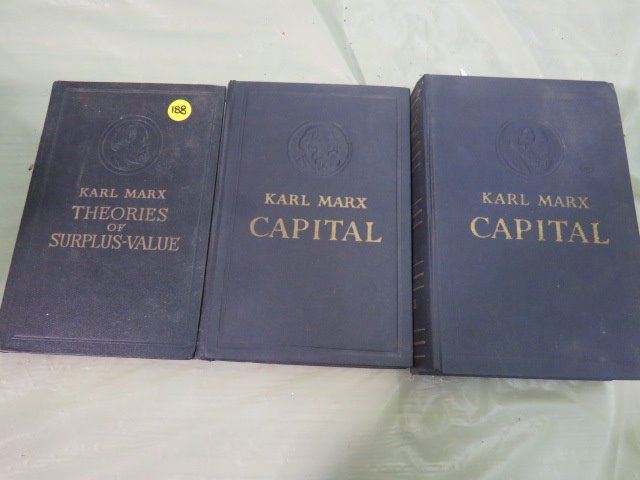 188
KARL MARX
THEORIES
OF
SURPLUS-VALUE
KARL MARX
CAPITAL
KARL MARX
CAPITAL